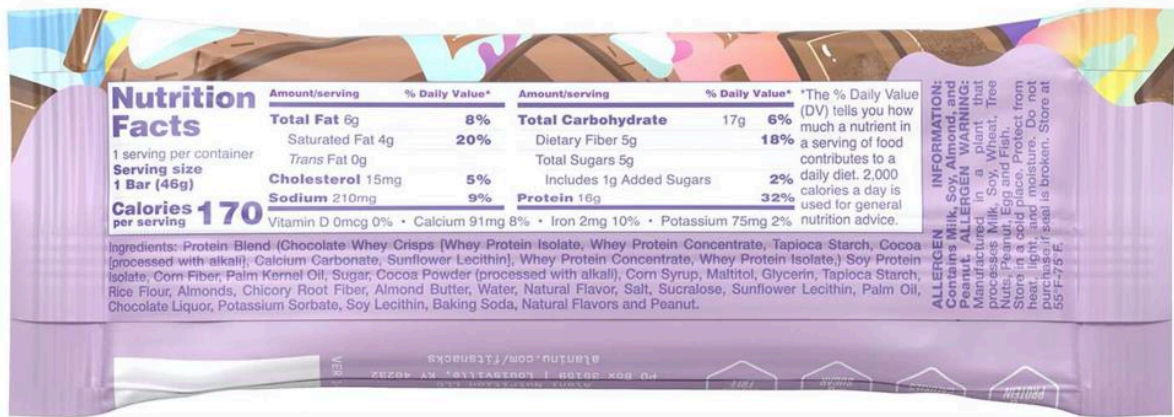 Nutrition
Facts
1 serving per container
Serving size
1 Bar (46g)
Calories
per serving
170
Amount/serving % Daily Value*
Total Fat 6g 8%
Saturated Fat 4g 20%
Trans Fat 0g
Cholesterol 15mg 5%
Sodium 210mg 9%
Amount/serving % Daily Value*
Total Carbohydrate 17g 6%
Dietary Fiber 5g 18%
Total Sugars 5g
Includes 1g Added Sugars 2%
Protein 16g 32%
Vitamin D 0mcg 0% • Calcium 91mg 8% • Iron 2mg 10% • Potassium 75mg 2%
*The % Daily Value
(DV) tells you how
much a nutrient in
a serving of food
contributes to a
daily diet. 2,000
calories a day is
used for general
nutrition advice.
Ingredients: Protein Blend (Chocolate Whey Crisps [Whey Protein Isolate, Whey Protein Concentrate, Tapioca Starch, Cocoa
[processed with alkali], Calcium Carbonate, Sunflower Lecithin], Whey Protein Concentrate, Whey Protein Isolate,) Soy Protein
Isolate, Corn Fiber, Palm Kernel Oil, Sugar, Cocoa Powder (processed with alkali), Corn Syrup, Maltitol, Glycerin, Tapioca Starch,
Rice Flour, Almonds, Chicory Root Fiber, Almond Butter, Water, Natural Flavor, Salt, Sucralose, Sunflower Lecithin, Palm Oil,
Chocolate Liquor, Potassium Sorbate, Soy Lecithin, Baking Soda, Natural Flavors and Peanut.
ALLERGEN INFORMATION:
Contains Milk, Soy, Almond, and
Peanut. ALLERGEN WARNING:
Manufactured in a plant that
processes Milk, Soy, Wheat, Tree
Nuts, Peanut, Egg and Fish.
Store in a cold place. Protect from
heat, light, and moisture. Do not
purchase if seal is broken. Store at
55°F-75°F.
PO Box 36159 | Louisville, KY 40232
alaninu.com/fitsnacks
PROTEIN
SUGAR